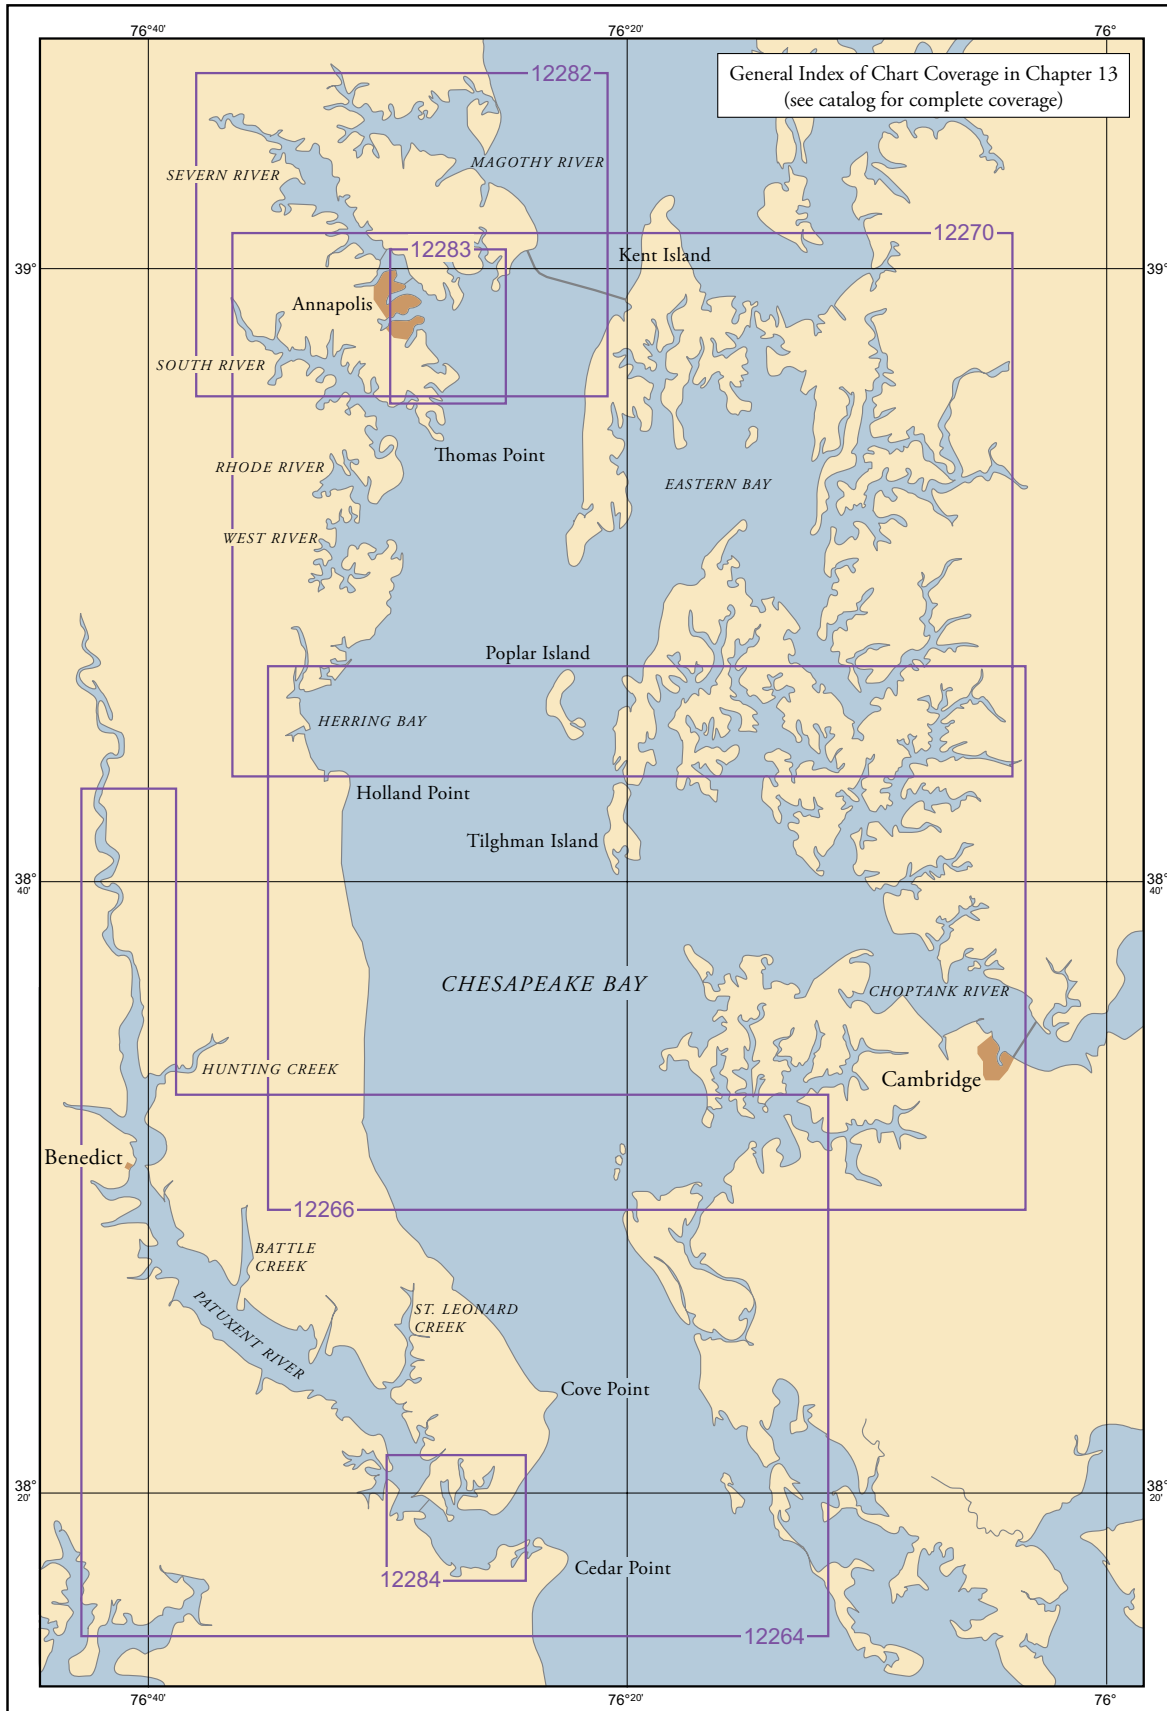 76°40'
76°20'
76°
General Index of Chart Coverage in Chapter 13
(see catalog for complete coverage)
12282
MAGOTHY RIVER
SEVERN RIVER
12270
12283
Kent Island
39°
39°
Annapolis
SOUTH RIVER
Thomas Point
RHODE RIVER
EASTERN BAY
WEST RIVER
Poplar Island
HERRING BAY
Holland Point
Tilghman Island
38°
40'
38°
40'
CHESAPEAKE BAY
CHOPTANK RIVER
HUNTING CREEK
Cambridge
Benedict
12266
BATTLE
CREEK
PATUXENT RIVER
ST. LEONARD
CREEK
Cove Point
38°
20'
38°
20'
Cedar Point
12284
12264
76°40'
76°20'
76°